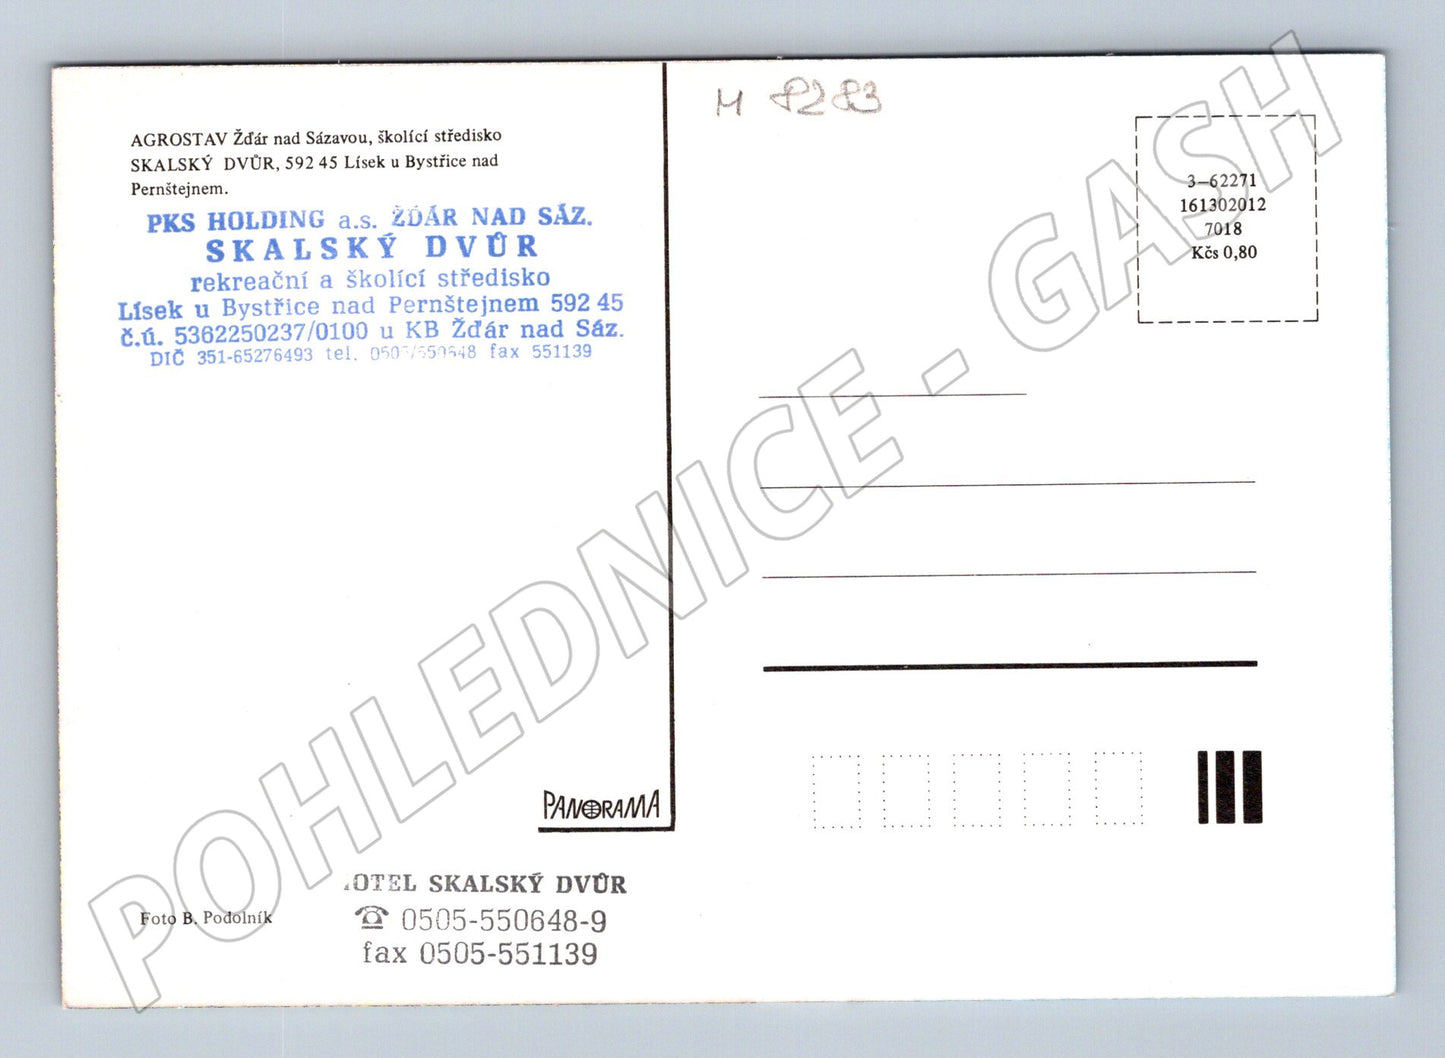 M 8283
AGROSTAV Žďár nad Sázavou, školící středisko
SKALSKÝ DVŮR, 592 45 Lísek u Bystřice nad
Pernštejnem.
PKS HOLDING a.s. ŽĎÁR NAD SÁZ.
SKALSKÝ DVŮR
rekreační a školící středisko
Lísek u Bystřice nad Pernštejnem 592 45
č.ú. 5362250237/0100 u KB Žďár nad Sáz.
DIČ 351-65276493 tel. 0505/550648 fax 551139
3-62271
161302012
7018
Kčs 0,80
PANORAMA
Foto B. Podolník
HOTEL SKALSKÝ DVŮR
☎ 0505-550648-9
fax 0505-551139
POHLEDNICE - GASH